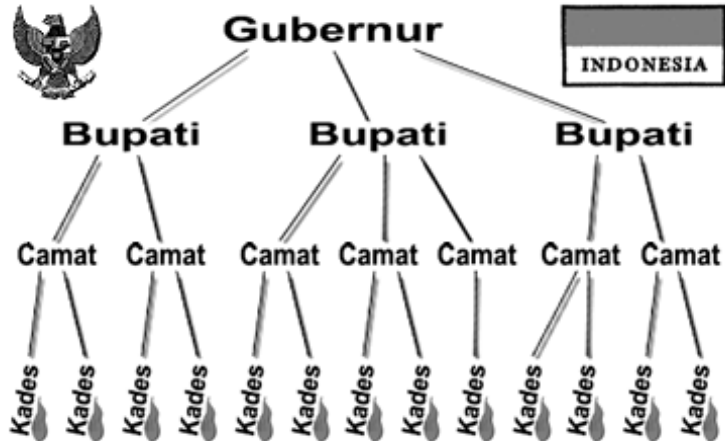 Gubernur
INDONESIA
Bupati Bupati Bupati
Camat Camat Camat Camat Camat Camat Camat
Kades Kades Kades Kades Kades Kades Kades Kades Kades Kades Kades Kades Kades